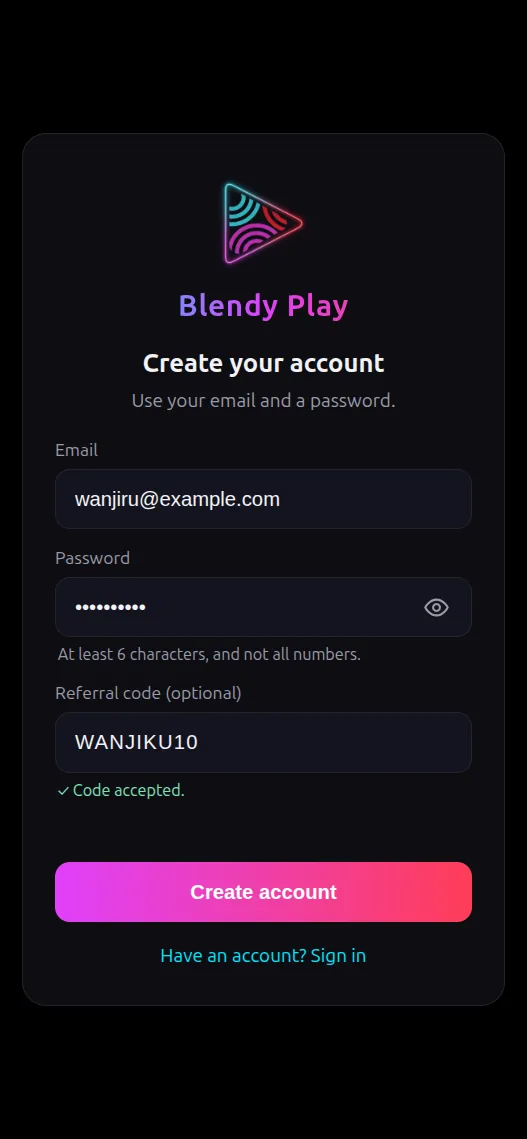 Blendy Play
Create your account
Use your email and a password.
Email
wanjiru@example.com
Password
••••••••••
At least 6 characters, and not all numbers.
Referral code (optional)
WANJIKU10
✓ Code accepted.
Create account
Have an account? Sign in